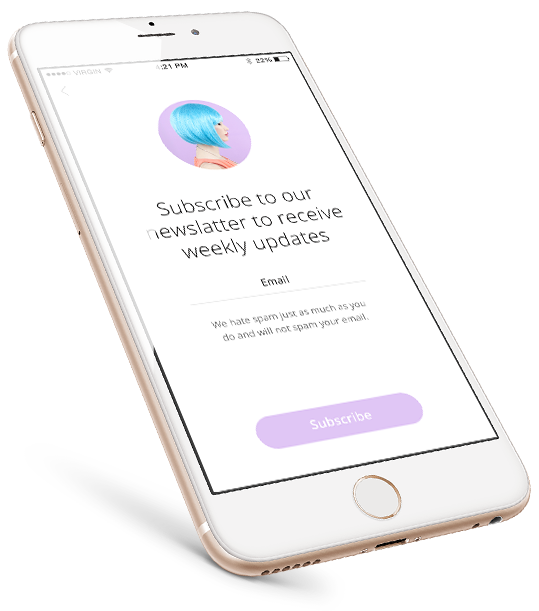 VIRGIN 4:21 PM 22%
Subscribe to our
newslatter to receive
weekly updates
Email
We hate spam just as much as you
do and will not spam your email.
Subscribe